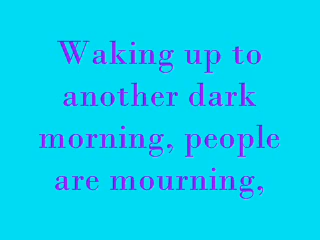 Waking up to
another dark
morning, people
are mourning,